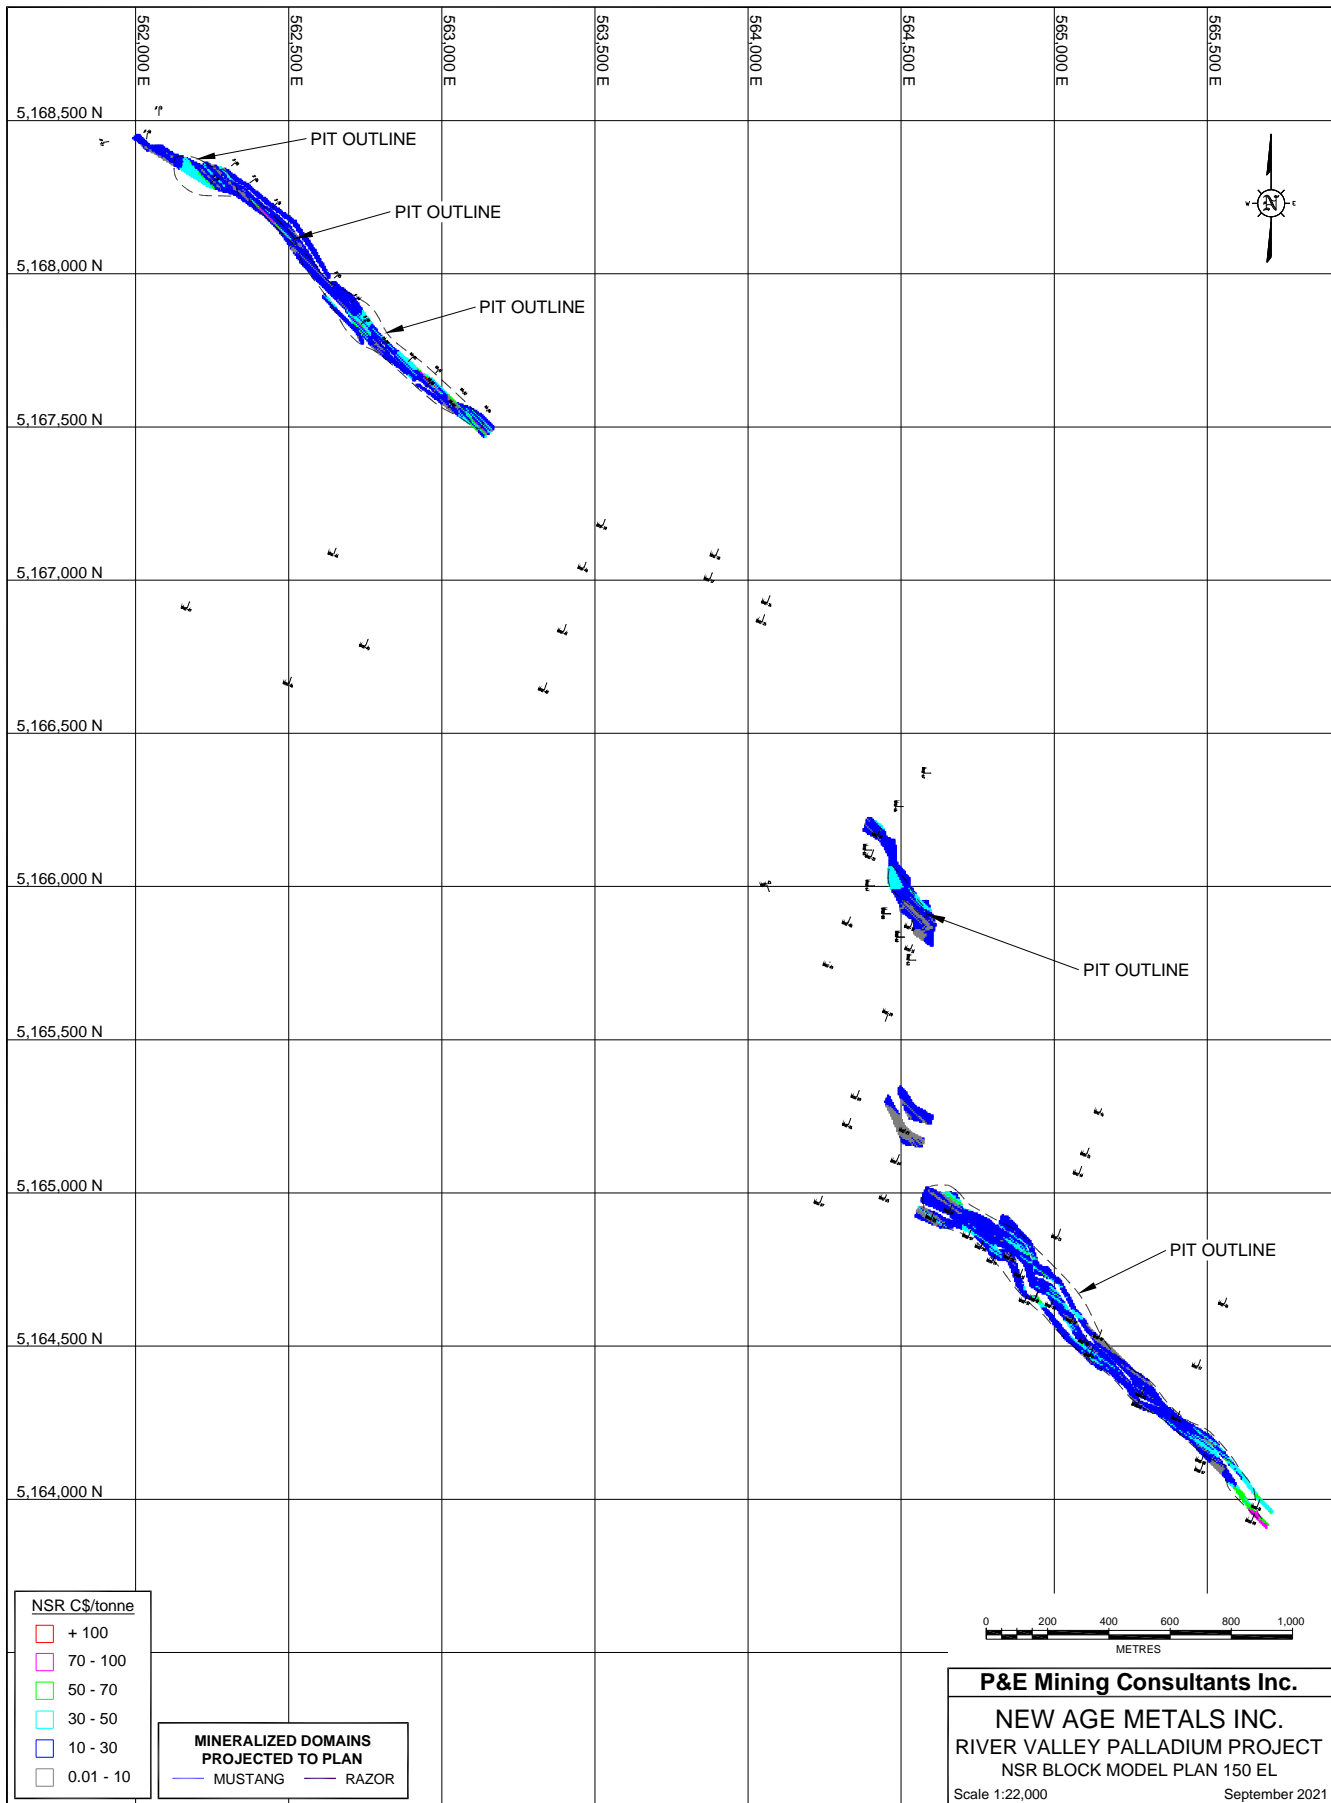 562,000 E
562,500 E
563,000 E
563,500 E
564,000 E
564,500 E
565,000 E
565,500 E
5,168,500 N
5,168,000 N
5,167,500 N
5,167,000 N
5,166,500 N
5,166,000 N
5,165,500 N
5,165,000 N
5,164,500 N
5,164,000 N
PIT OUTLINE
PIT OUTLINE
PIT OUTLINE
PIT OUTLINE
PIT OUTLINE
W N E
NSR C$/tonne
+ 100
70 - 100
50 - 70
30 - 50
10 - 30
0.01 - 10
MINERALIZED DOMAINS
PROJECTED TO PLAN
MUSTANG RAZOR
0 200 400 600 800 1,000
METRES
P&E Mining Consultants Inc.
NEW AGE METALS INC.
RIVER VALLEY PALLADIUM PROJECT
NSR BLOCK MODEL PLAN 150 EL
Scale 1:22,000 September 2021